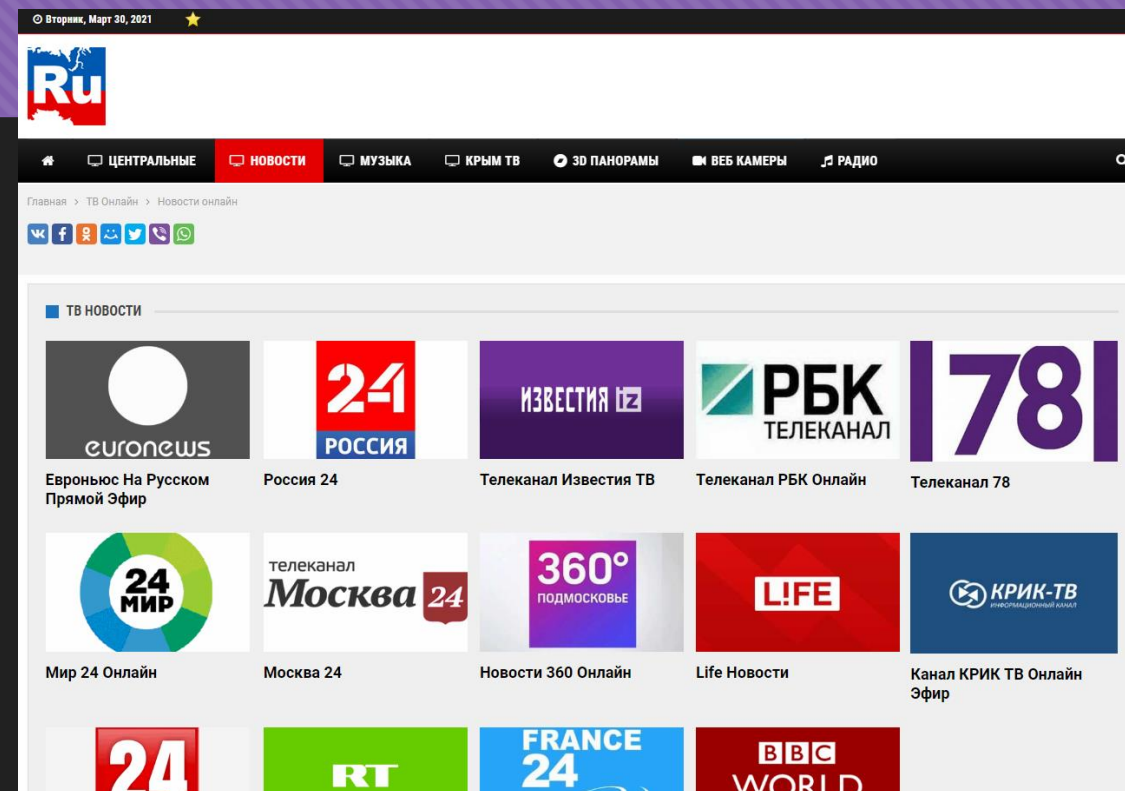 Вторник, Март 30, 2021
Ru
ЦЕНТРАЛЬНЫЕ НОВОСТИ МУЗЫКА КРЫМ ТВ 3D ПАНОРАМЫ ВЕБ КАМЕРЫ РАДИО
Главная > ТВ Онлайн > Новости онлайн
ТВ НОВОСТИ
euronews
24
РОССИЯ
ИЗВЕСТИЯ iz
РБК
ТЕЛЕКАНАЛ
78
Евроньюс На Русском
Прямой Эфир
Россия 24
Телеканал Известия ТВ
Телеканал РБК Онлайн
Телеканал 78
24
МИР
телеканал
Москва 24
360°
ПОДМОСКОВЬЕ
L!FE
КРИК-ТВ
ИНФОРМАЦИОННЫЙ КАНАЛ
Мир 24 Онлайн
Москва 24
Новости 360 Онлайн
Life Новости
Канал КРИК ТВ Онлайн
Эфир
24
RT
FRANCE
24
BBC
WORLD